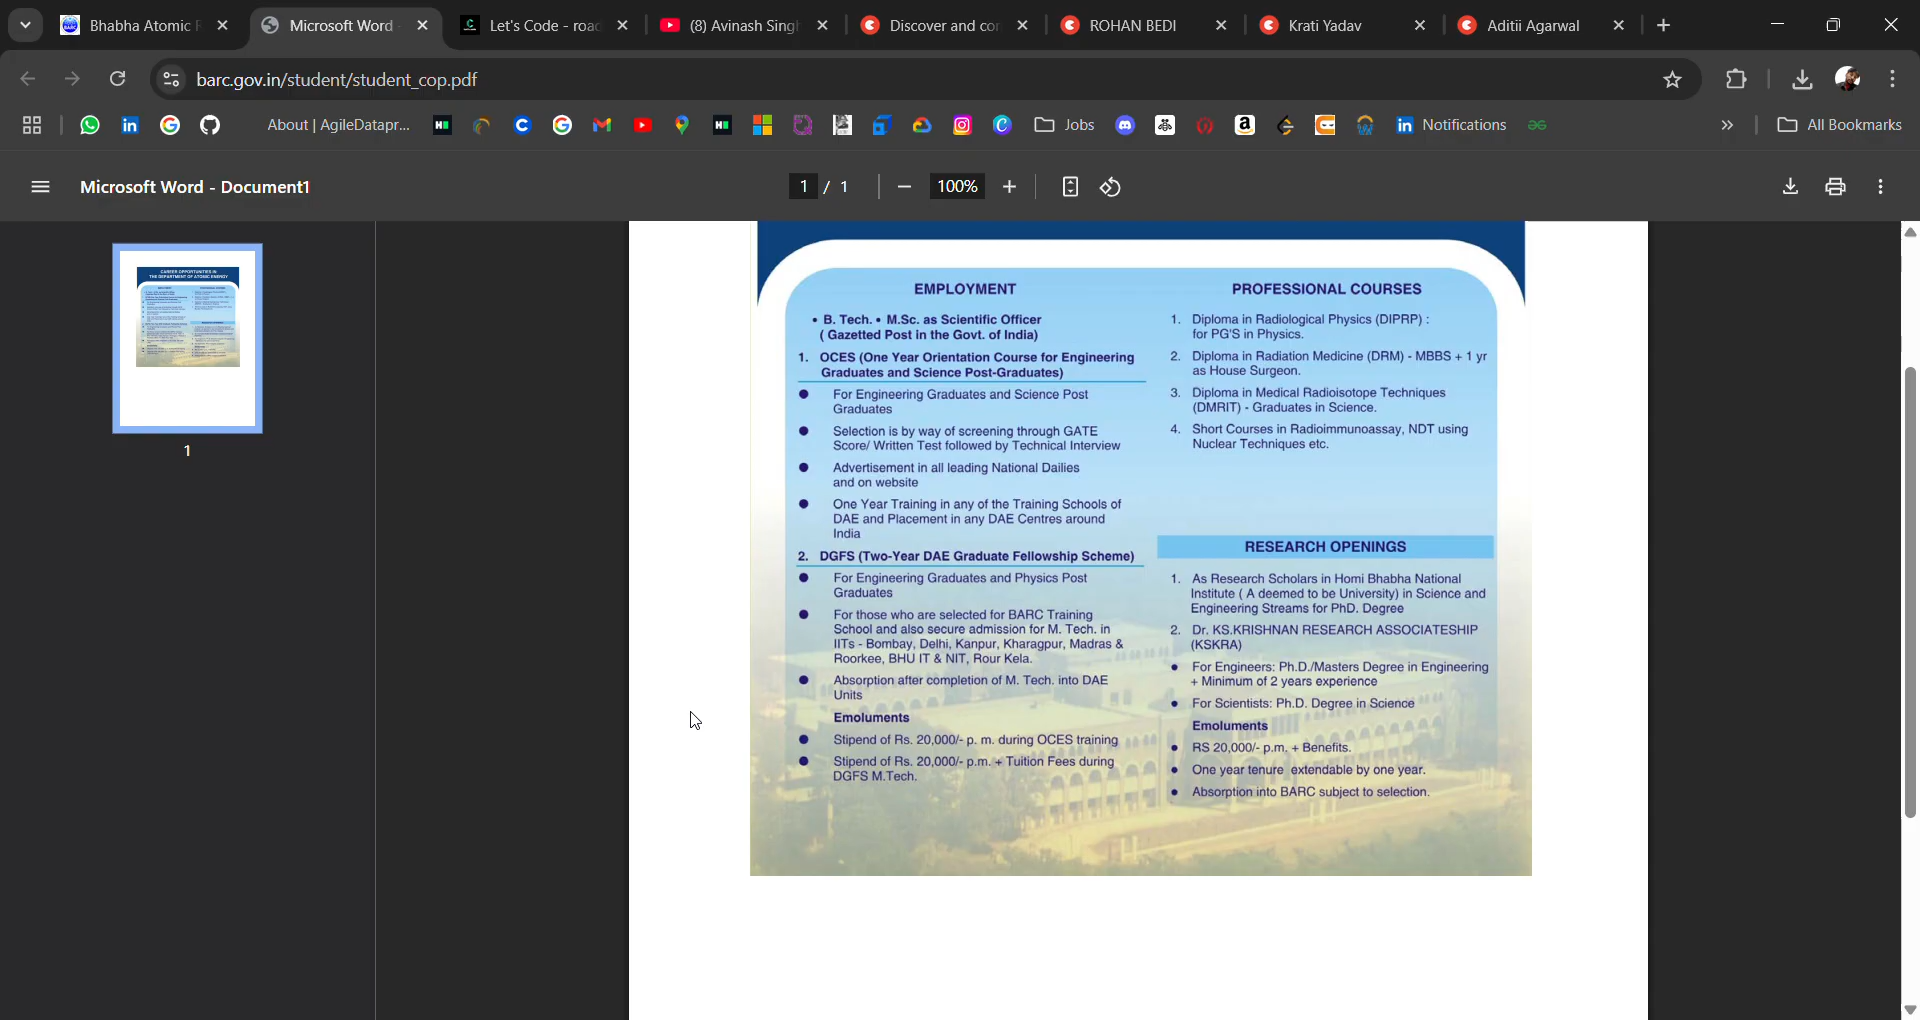 Bhabha Atomic R
Microsoft Word -
Let's Code - road
(8) Avinash Singh
Discover and con
ROHAN BEDI
Krati Yadav
Aditii Agarwal
barc.gov.in/student/student_cop.pdf
About | AgileDatapr...
Jobs
Notifications
All Bookmarks
Microsoft Word - Document1
1 / 1
100%
CAREER OPPORTUNITIES IN
THE DEPARTMENT OF ATOMIC ENERGY
1
EMPLOYMENT
• B. Tech. • M.Sc. as Scientific Officer
( Gazetted Post in the Govt. of India)
1. OCES (One Year Orientation Course for Engineering
Graduates and Science Post-Graduates)
● For Engineering Graduates and Science Post
Graduates
● Selection is by way of screening through GATE
Score/ Written Test followed by Technical Interview
● Advertisement in all leading National Dailies
and on website
● One Year Training in any of the Training Schools of
DAE and Placement in any DAE Centres around
India
2. DGFS (Two-Year DAE Graduate Fellowship Scheme)
● For Engineering Graduates and Physics Post
Graduates
● For those who are selected for BARC Training
School and also secure admission for M. Tech. in
IITs - Bombay, Delhi, Kanpur, Kharagpur, Madras &
Roorkee, BHU IT & NIT, Rour Kela.
● Absorption after completion of M. Tech. into DAE
Units
Emoluments
● Stipend of Rs. 20,000/- p. m. during OCES training
● Stipend of Rs. 20,000/- p.m. + Tuition Fees during
DGFS M.Tech.
PROFESSIONAL COURSES
1. Diploma in Radiological Physics (DIPRP) :
for PG'S in Physics.
2. Diploma in Radiation Medicine (DRM) - MBBS + 1 yr
as House Surgeon.
3. Diploma in Medical Radioisotope Techniques
(DMRIT) - Graduates in Science.
4. Short Courses in Radioimmunoassay, NDT using
Nuclear Techniques etc.
RESEARCH OPENINGS
1. As Research Scholars in Homi Bhabha National
Institute ( A deemed to be University) in Science and
Engineering Streams for PhD. Degree
2. Dr. KS.KRISHNAN RESEARCH ASSOCIATESHIP
(KSKRA)
• For Engineers: Ph.D./Masters Degree in Engineering
+ Minimum of 2 years experience
• For Scientists: Ph.D. Degree in Science
Emoluments
• RS 20,000/- p.m. + Benefits.
• One year tenure extendable by one year.
• Absorption into BARC subject to selection.